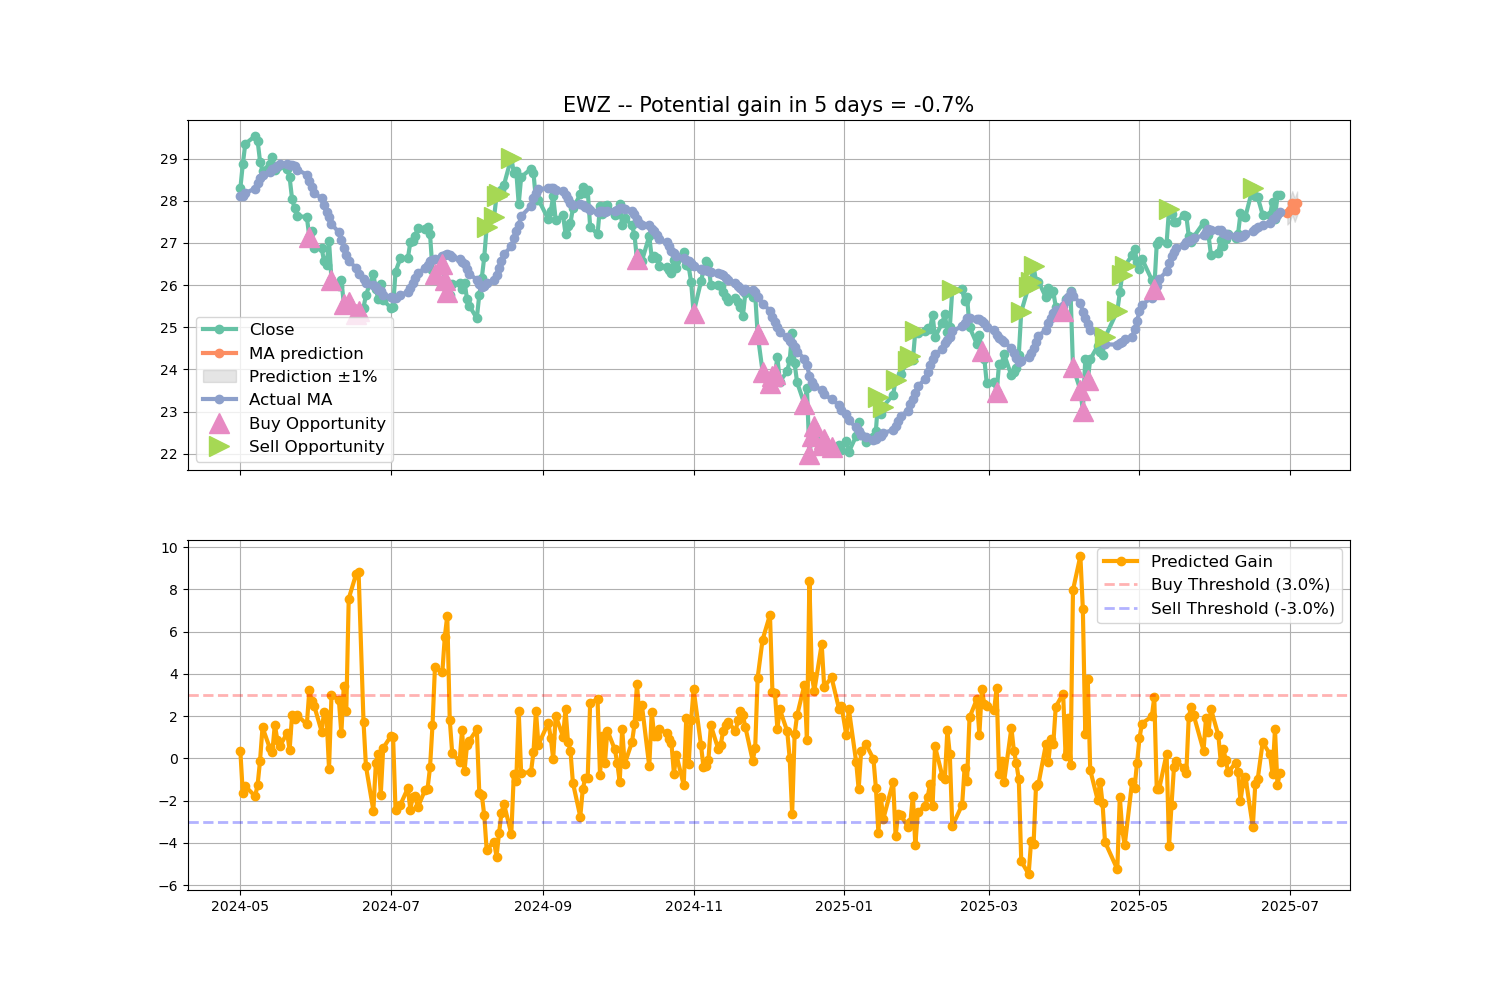 EWZ -- Potential gain in 5 days = -0.7%
29
28
27
26
25
24
23
22
Close
MA prediction
Prediction ±1%
Actual MA
Buy Opportunity
Sell Opportunity
10
8
6
4
2
0
−2
−4
−6
Predicted Gain
Buy Threshold (3.0%)
Sell Threshold (-3.0%)
2024-05
2024-07
2024-09
2024-11
2025-01
2025-03
2025-05
2025-07